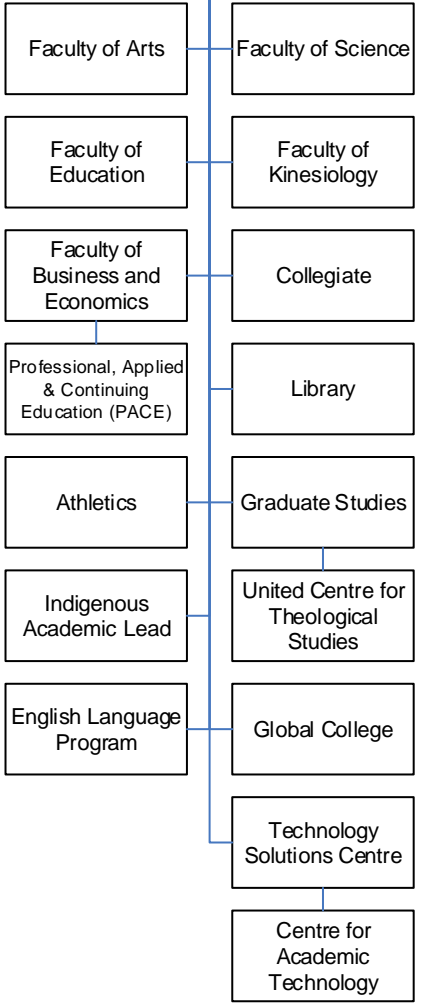 Faculty of Arts
Faculty of Science
Faculty of
Education
Faculty of
Kinesiology
Faculty of
Business and
Economics
Collegiate
Professional, Applied
& Continuing
Education (PACE)
Library
Athletics
Graduate Studies
Indigenous
Academic Lead
United Centre for
Theological
Studies
English Language
Program
Global College
Technology
Solutions Centre
Centre for
Academic
Technology